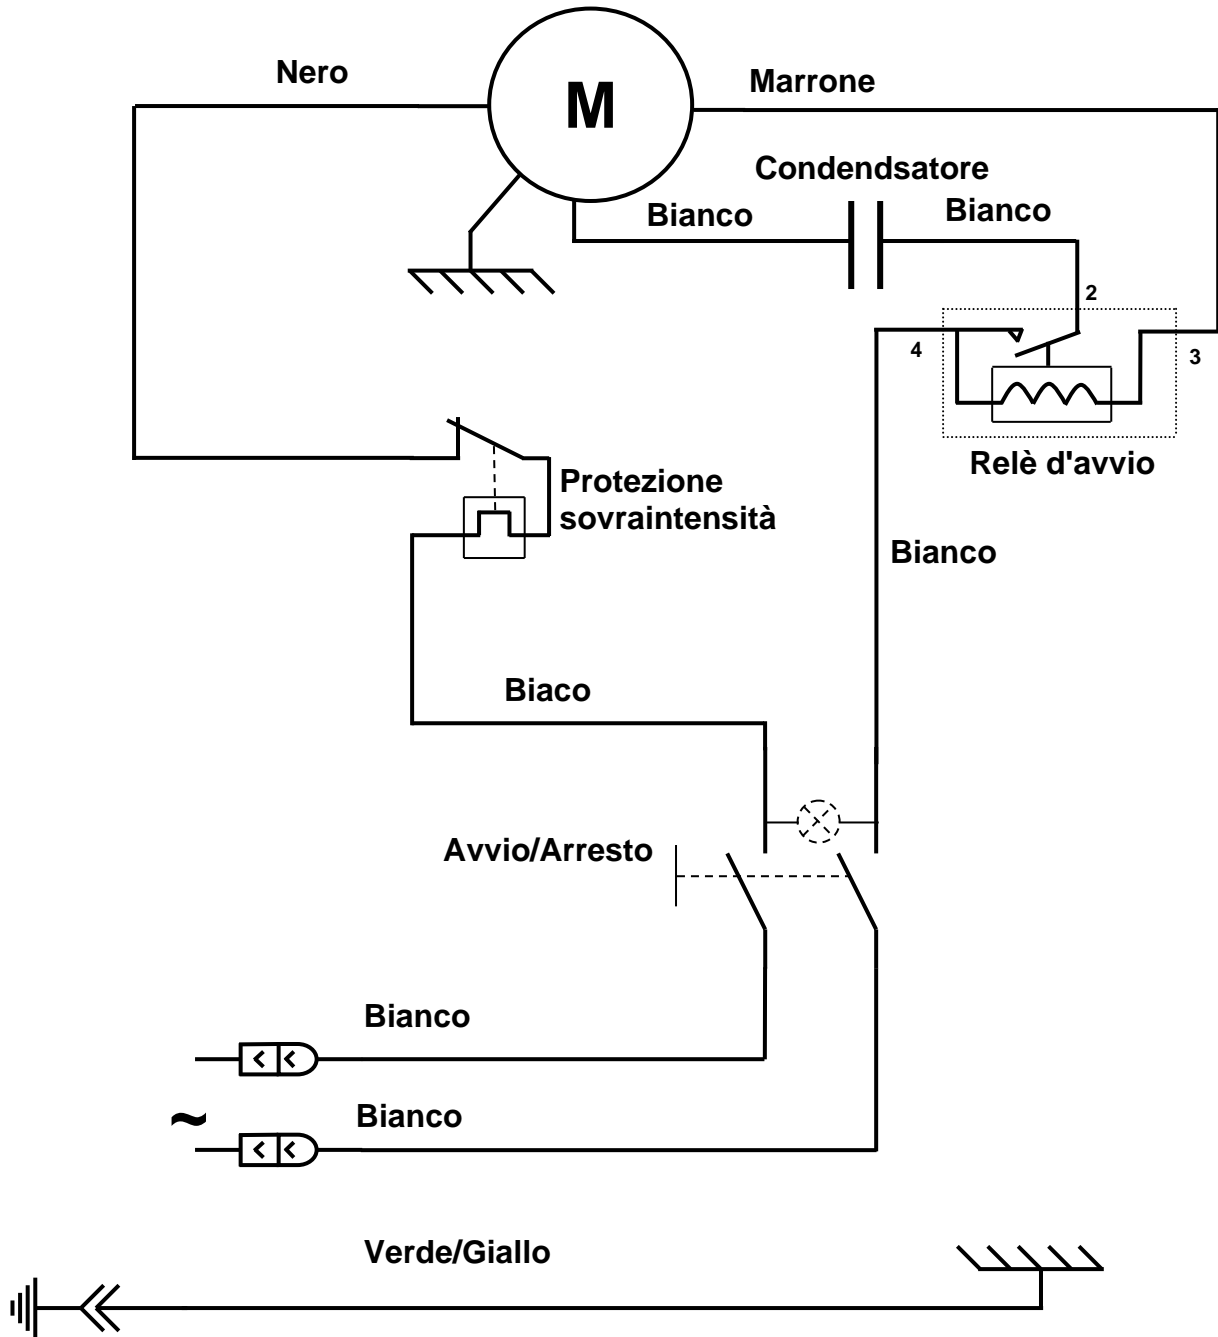 Nero
M
Marrone
Condendsatore
Bianco
Bianco
2
4
3
Relè d'avvio
Protezione
sovraintensità
Bianco
Biaco
Avvio/Arresto
Bianco
~
Bianco
Verde/Giallo